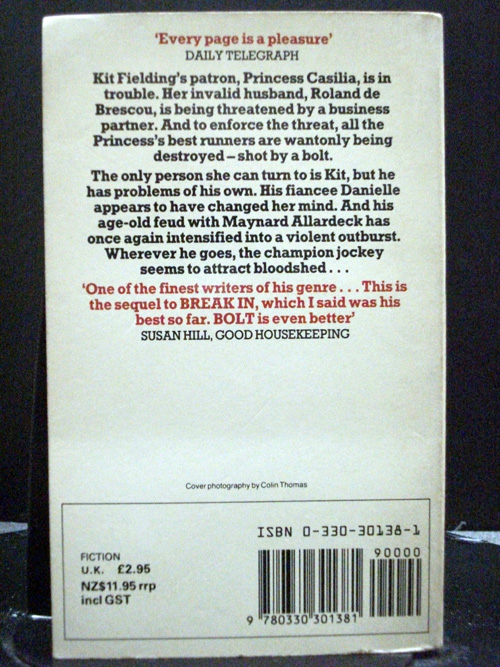 ‘Every page is a pleasure’
DAILY TELEGRAPH
Kit Fielding's patron, Princess Casilia, is in
trouble. Her invalid husband, Roland de
Brescou, is being threatened by a business
partner. And to enforce the threat, all the
Princess's best runners are wantonly being
destroyed – shot by a bolt.
The only person she can turn to is Kit, but he
has problems of his own. His fiancee Danielle
appears to have changed her mind. And his
age-old feud with Maynard Allardeck has
once again intensified into a violent outburst.
Wherever he goes, the champion jockey
seems to attract bloodshed . . .
‘One of the finest writers of his genre . . . This is
the sequel to BREAK IN, which I said was his
best so far. BOLT is even better’
SUSAN HILL, GOOD HOUSEKEEPING
Cover photography by Colin Thomas
ISBN 0-330-30138-1
90000
FICTION
U.K. £2.95
NZ$11.95 rrp
incl GST
9 780330 301381